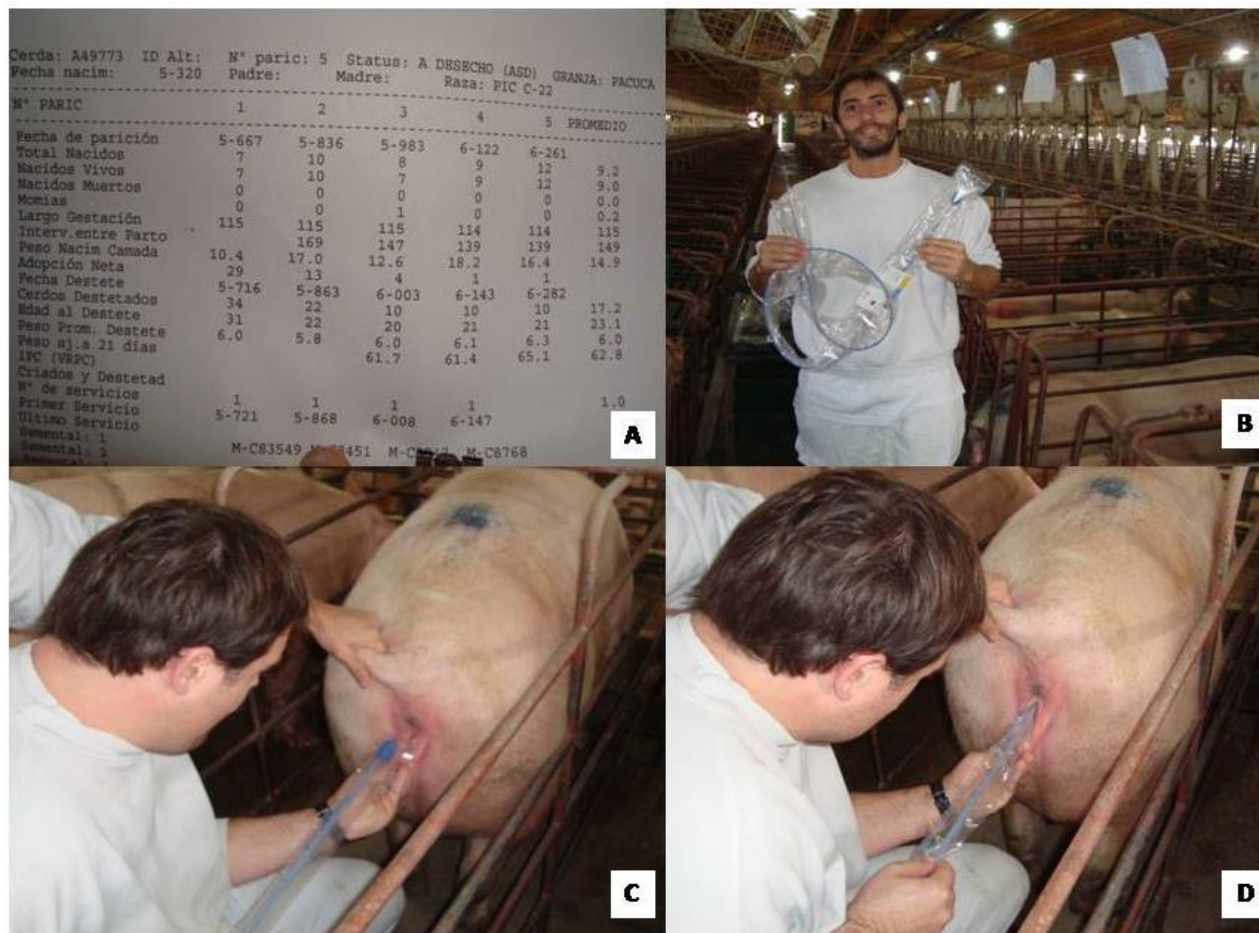 Cerda: A49773 ID Alt: N° paric: 5 Status: A DESECHO (ASD) GRANJA: PACUCA
Fecha nacim: 5-320 Padre: Madre: Raza: PIC C-22
N° PARIC 1 2 3 4 5 PROMEDIO
Fecha de parición 5-667 5-836 5-983 6-122 6-261
Total Nacidos 7 10 8 9 12 9.2
Nacidos Vivos 7 10 7 9 12 9.0
Nacidos Muertos 0 0 0 0 0 0.0
Momias 0 0 1 0 0 0.2
Largo Gestación 115 115 115 114 114 115
Interv.entre Parto 169 147 139 139 149
Peso Nacim Camada 10.4 17.0 12.6 18.2 16.4 14.9
Adopción Neta 29 13 4 1 1
Fecha Destete 5-716 5-863 6-003 6-143 6-282
Cerdos Destetados 34 22 10 10 10 17.2
Edad al Destete 31 22 20 21 21 23.1
Peso Prom. Destete 6.0 5.8 6.0 6.1 6.3 6.0
Peso aj.a 21 días 61.7 61.4 65.1 62.8
IPC (VRPC)
Criados y Destetad
N° de servicios 1 1 1 1 1.0
Primer Servicio 5-721 5-868 6-008 6-147
Ultimo Servicio
Semental: 1 M-C83549 M-C8768
Semental: 2
A
B
C
D